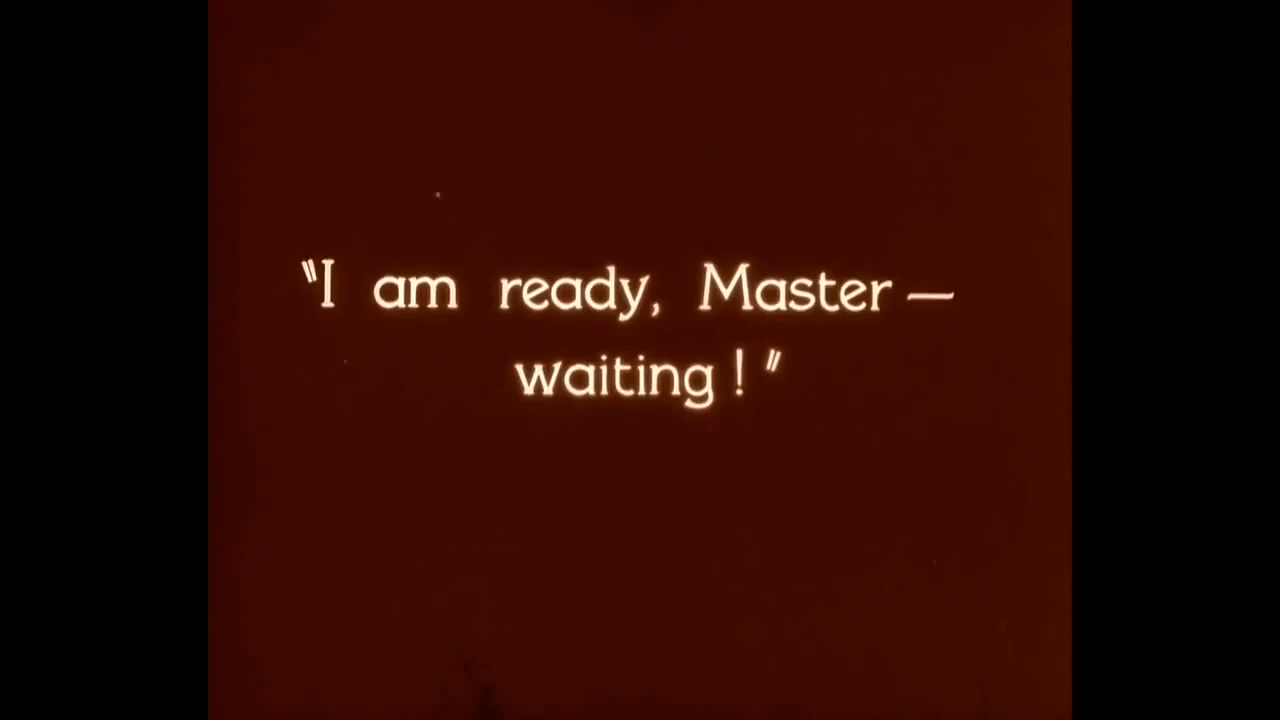 "I am ready, Master —
waiting ! "